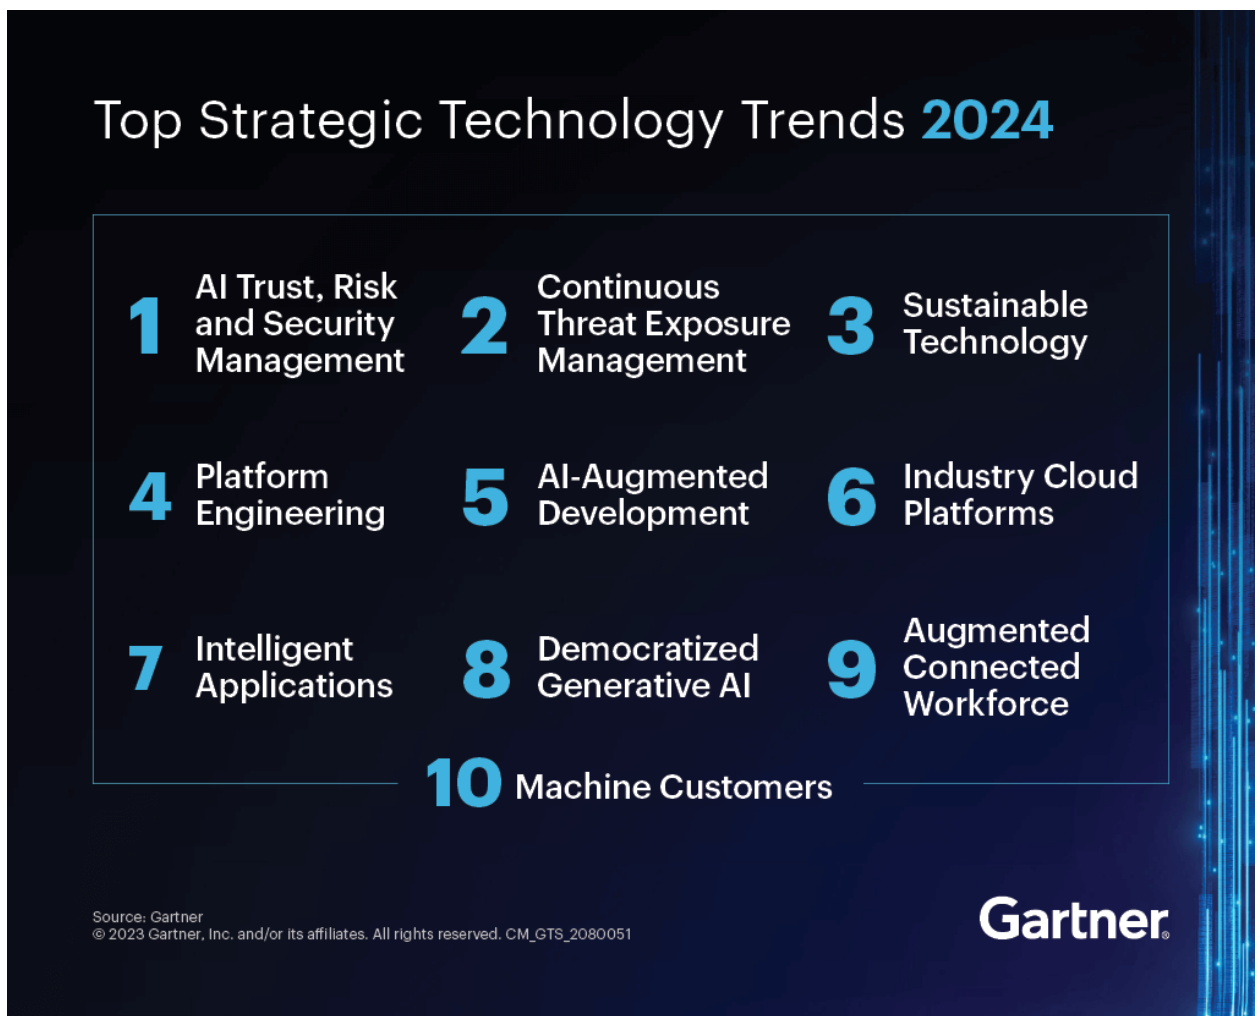 Top Strategic Technology Trends 2024
1
AI Trust, Risk
and Security
Management
2
Continuous
Threat Exposure
Management
3
Sustainable
Technology
4
Platform
Engineering
5
AI-Augmented
Development
6
Industry Cloud
Platforms
7
Intelligent
Applications
8
Democratized
Generative AI
9
Augmented
Connected
Workforce
10 Machine Customers
Source: Gartner
© 2023 Gartner, Inc. and/or its affiliates. All rights reserved. CM_GTS_2080051
Gartner®